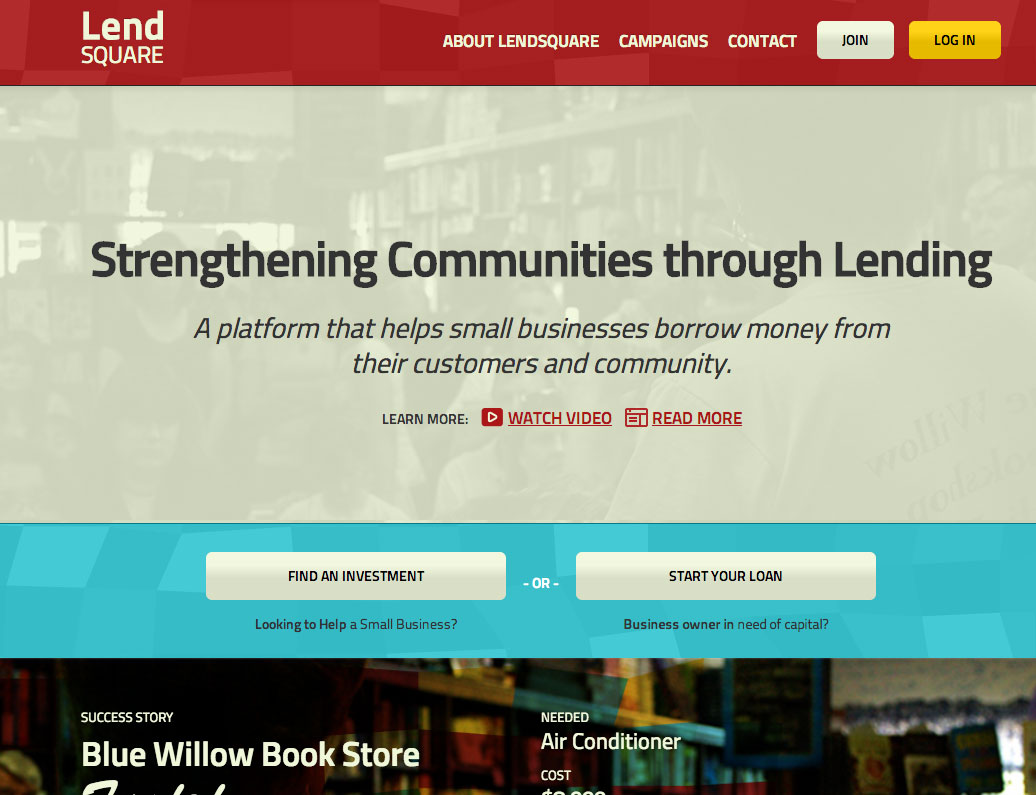 Lend
SQUARE
ABOUT LENDSQUARE
CAMPAIGNS
CONTACT
JOIN
LOG IN
Strengthening Communities through Lending
A platform that helps small businesses borrow money from
their customers and community.
LEARN MORE: WATCH VIDEO READ MORE
Willow
FIND AN INVESTMENT
- OR -
START YOUR LOAN
Looking to Help a Small Business?
Business owner in need of capital?
SUCCESS STORY
Blue Willow Book Store
NEEDED
Air Conditioner
COST